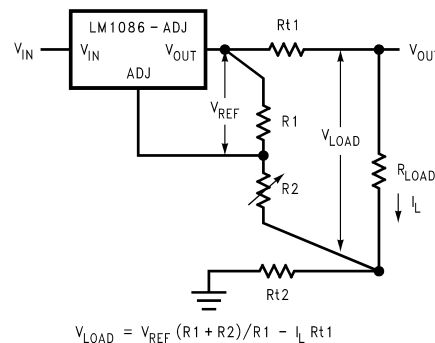 LM1086-ADJ
Rt1
V_IN
V_IN
V_OUT
V_OUT
ADJ
V_REF
R1
V_LOAD
R_LOAD
R2
I_L
Rt2
V_LOAD = V_REF (R1 + R2)/R1 - I_L Rt1